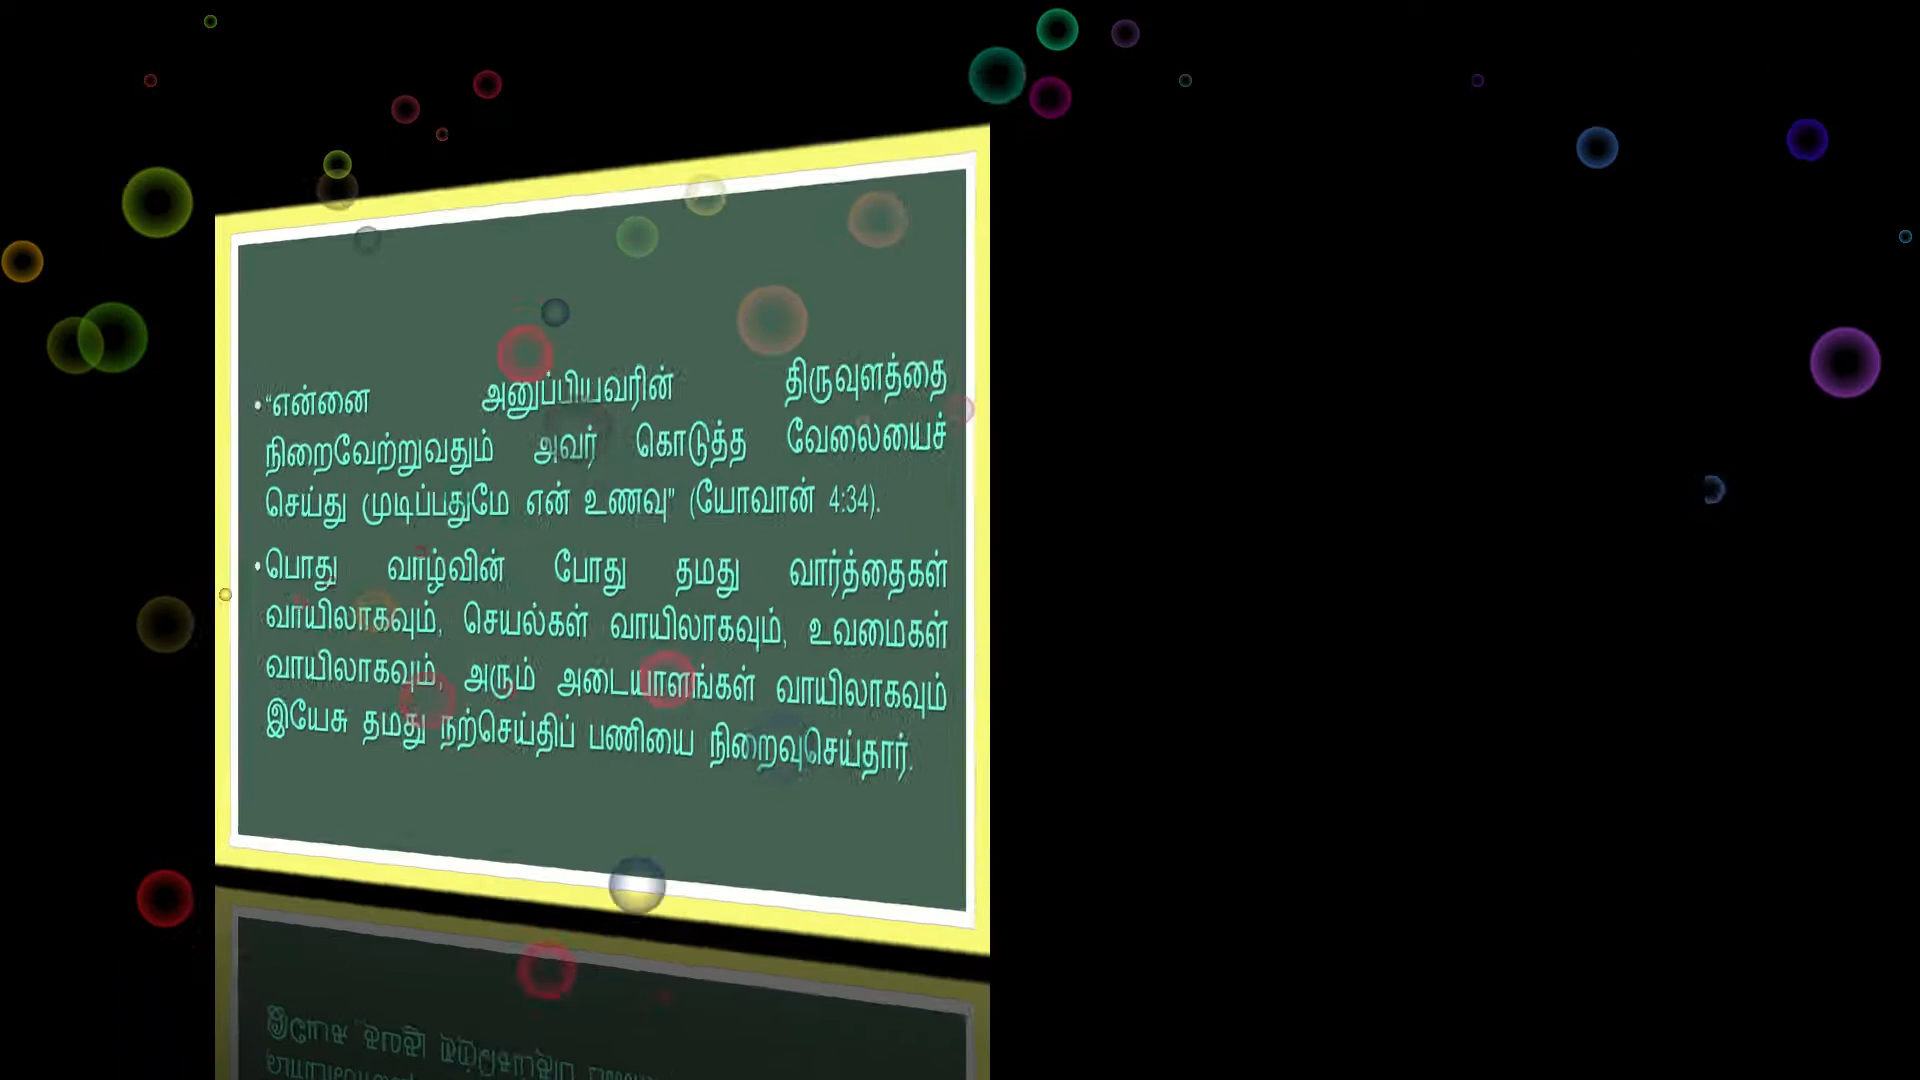 •“என்னை அனுப்பியவரின் திருவுளத்தை
நிறைவேற்றுவதும் அவர் கொடுத்த வேலையைச்
செய்து முடிப்பதுமே என் உணவு” (யோவான் 4:34).
•பொது வாழ்வின் போது தமது வார்த்தைகள்
வாயிலாகவும், செயல்கள் வாயிலாகவும், உவமைகள்
வாயிலாகவும், அரும் அடையாளங்கள் வாயிலாகவும்
இயேசு தமது நற்செய்திப் பணியை நிறைவுசெய்தார்.